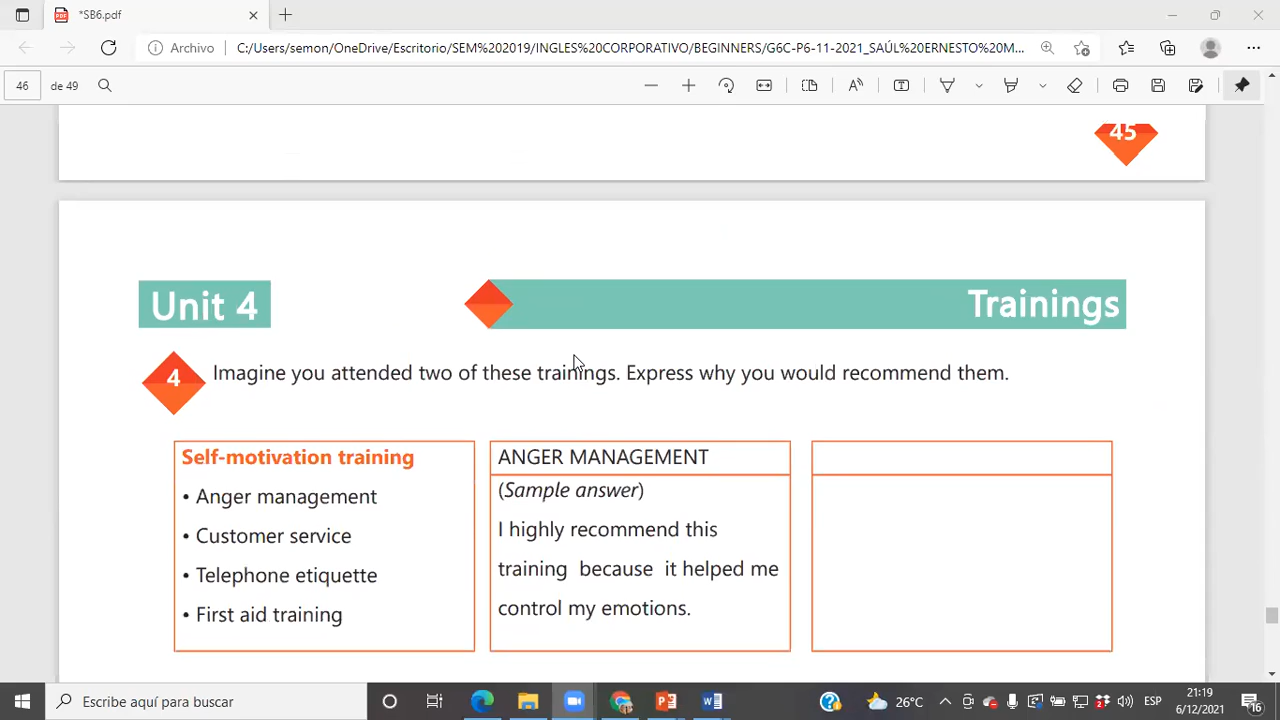 *SB6.pdf
Archivo C:/Users/semon/OneDrive/Escritorio/SEM%202019/INGLES%20CORPORATIVO/BEGINNERS/G6C-P6-11-2021_SAÚL%20ERNESTO%20M...
46 de 49
45
Unit 4
Trainings
4 Imagine you attended two of these trainings. Express why you would recommend them.
Self-motivation training
• Anger management
• Customer service
• Telephone etiquette
• First aid training
ANGER MANAGEMENT
(Sample answer)
I highly recommend this
training because it helped me
control my emotions.
Escribe aquí para buscar
26°C
ESP
21:19
6/12/2021
16